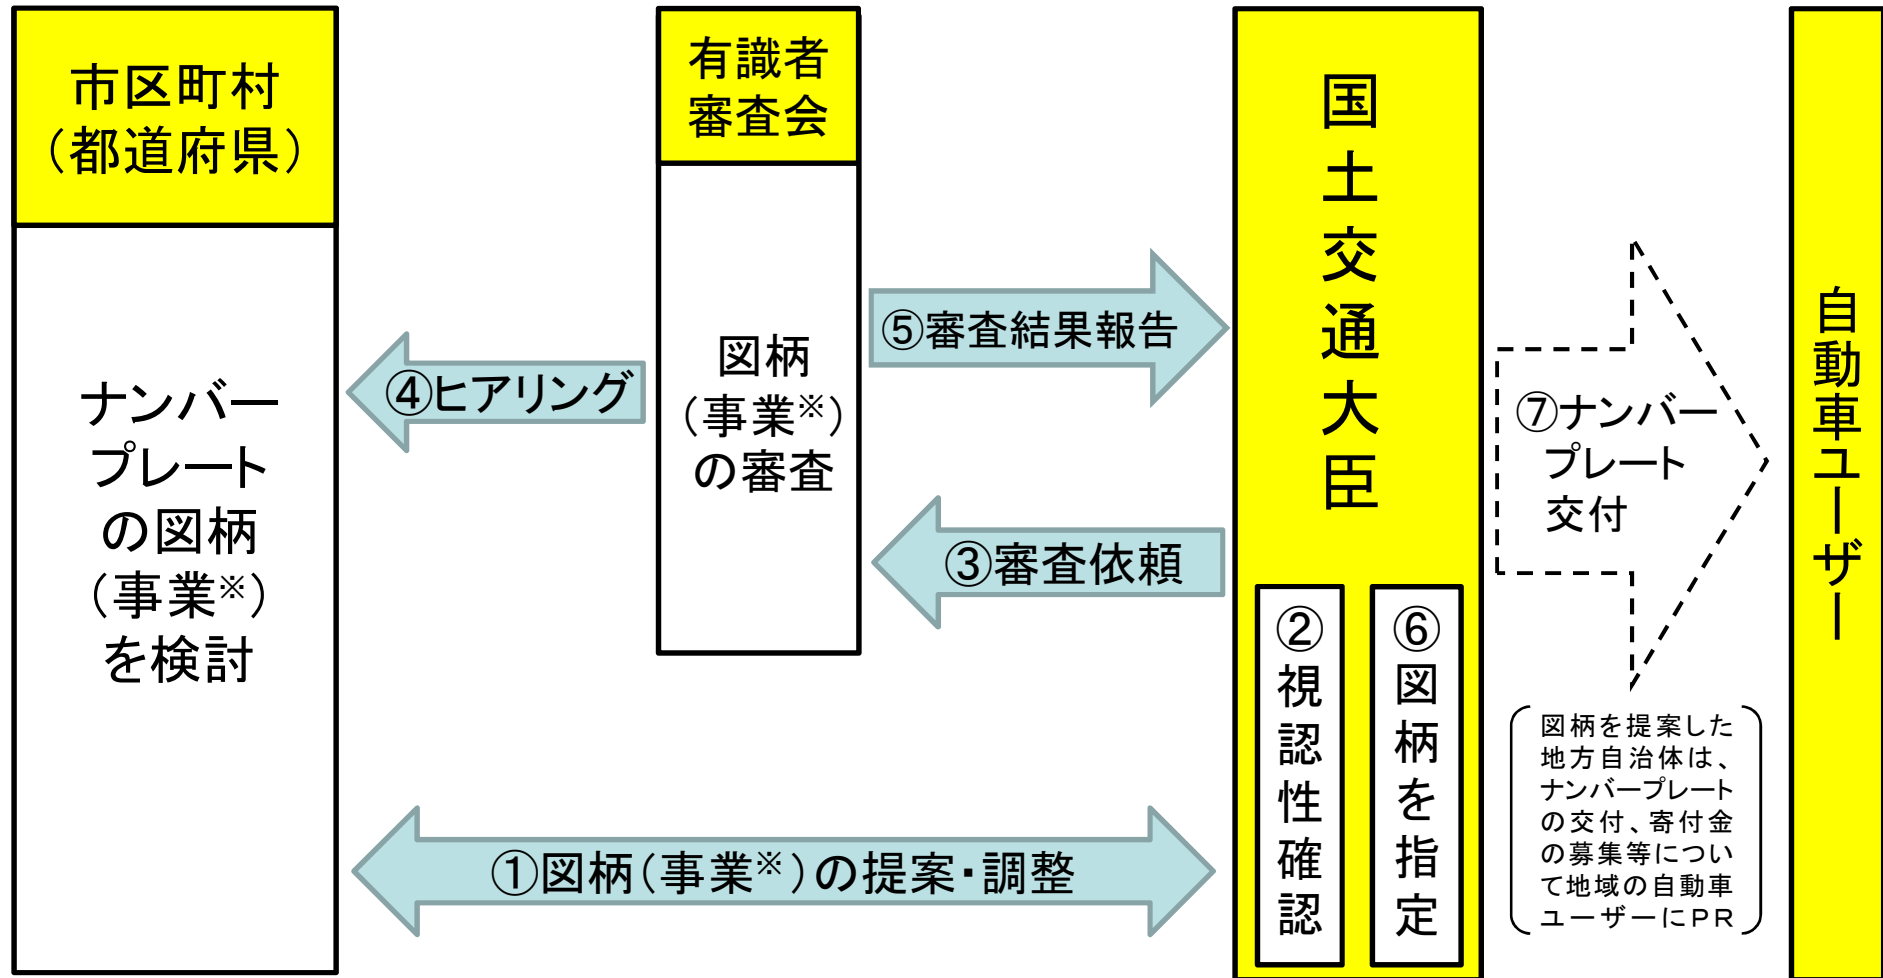 市区町村
（都道府県）
ナンバー
プレート
の図柄
（事業※）
を検討
有識者
審査会
図柄
（事業※）
の審査
④ヒアリング
⑤審査結果報告
③審査依頼
①図柄（事業※）の提案・調整
国土交通大臣
②視認性確認
⑥図柄を指定
⑦ナンバー
プレート
交付
図柄を提案した
地方自治体は、
ナンバープレート
の交付、寄付金
の募集等につい
て地域の自動車
ユーザーにＰＲ
自動車ユーザー